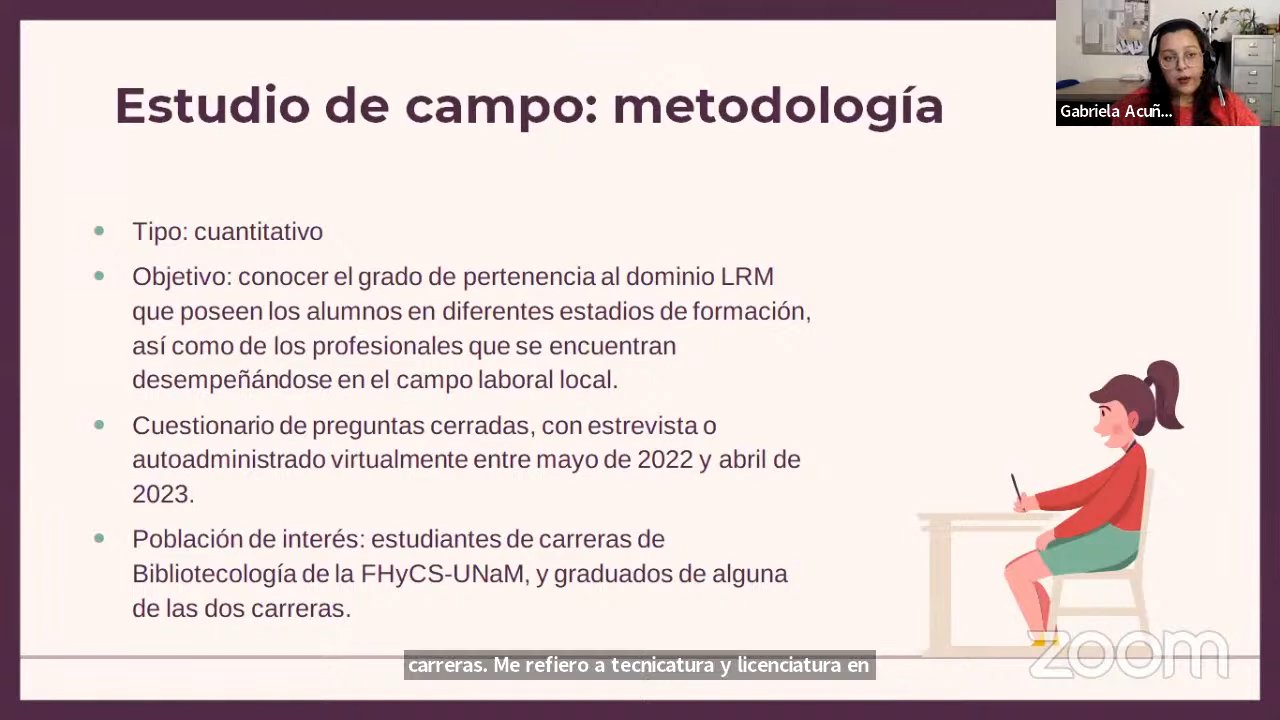 Estudio de campo: metodología
Gabriela Acuñ...
Tipo: cuantitativo
Objetivo: conocer el grado de pertenencia al dominio LRM
que poseen los alumnos en diferentes estadios de formación,
así como de los profesionales que se encuentran
desempeñándose en el campo laboral local.
Cuestionario de preguntas cerradas, con estrevista o
autoadministrado virtualmente entre mayo de 2022 y abril de
2023.
Población de interés: estudiantes de carreras de
Bibliotecología de la FHyCS-UNaM, y graduados de alguna
de las dos carreras.
zoom
carreras. Me refiero a tecnicatura y licenciatura en